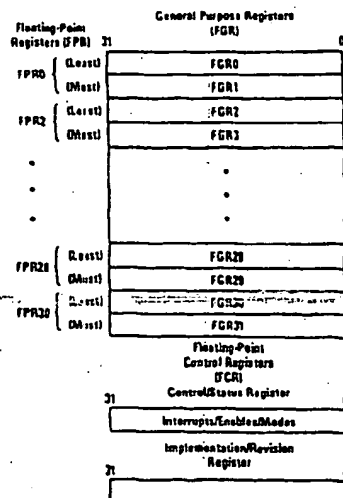 General Purpose Registers
(FGR)
Floating-Point
Registers (FPR)
31
0
FPR0
(Least)
FGR0
(Most)
FGR1
FPR2
(Least)
FGR2
(Most)
FGR3
FPR28
(Least)
FGR28
(Most)
FGR29
FPR30
(Least)
FGR30
(Most)
FGR31
Floating-Point
Control Registers
(FCR)
Control/Status Register
31
Interrupts/Enables/Modes
Implementation/Revision
Register
31